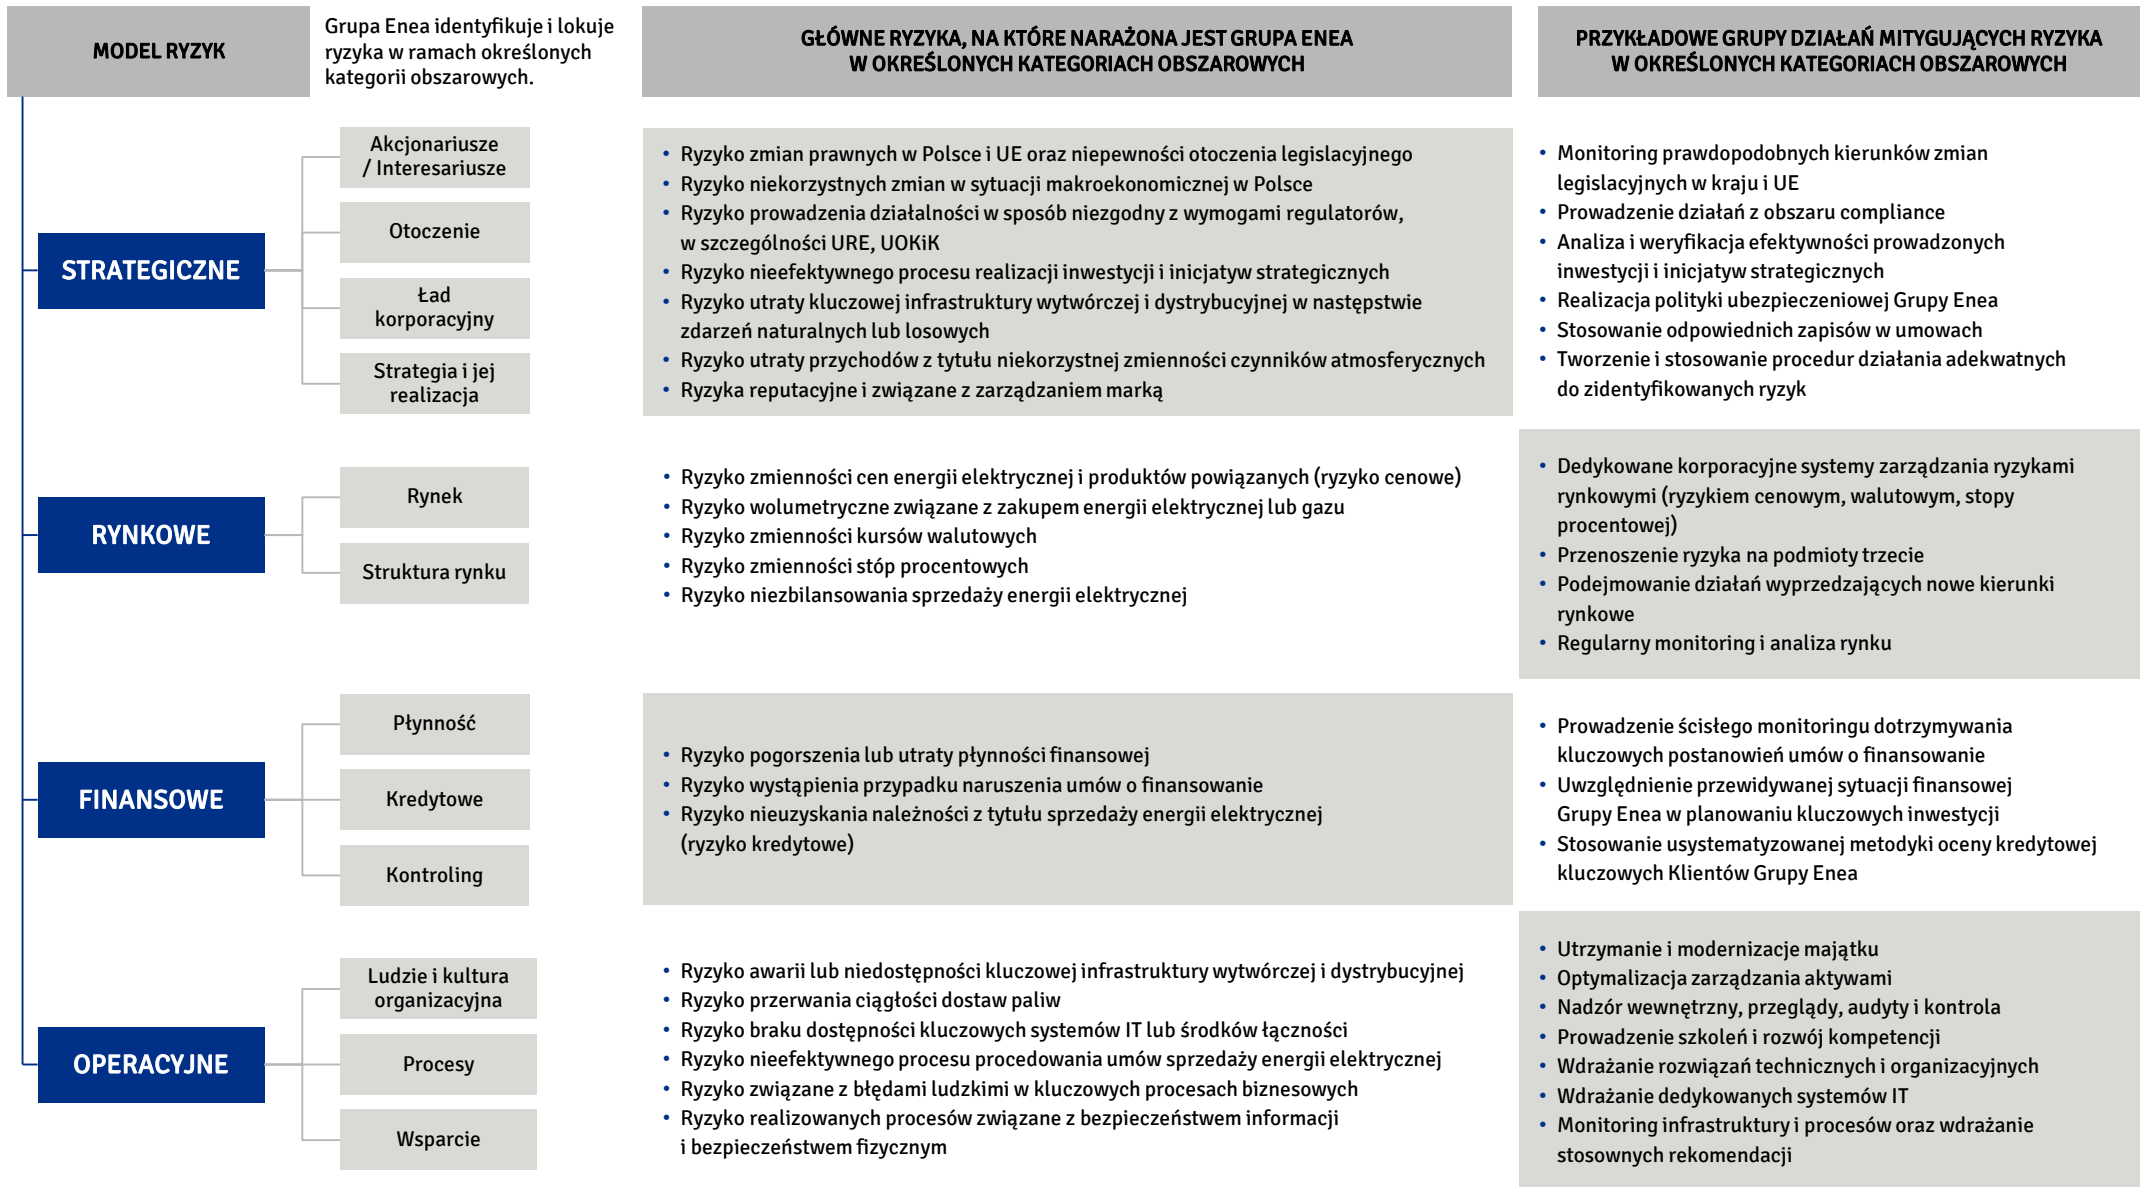 MODEL RYZYK
Grupa Enea identyfikuje i lokuje
ryzyka w ramach określonych
kategorii obszarowych.
GŁÓWNE RYZYKA, NA KTÓRE NARAŻONA JEST GRUPA ENEA
W OKREŚLONYCH KATEGORIACH OBSZAROWYCH
PRZYKŁADOWE GRUPY DZIAŁAŃ MITYGUJĄCYCH RYZYKA
W OKREŚLONYCH KATEGORIACH OBSZAROWYCH
STRATEGICZNE
Akcjonariusze
/ Interesariusze
Otoczenie
Ład
korporacyjny
Strategia i jej
realizacja
• Ryzyko zmian prawnych w Polsce i UE oraz niepewności otoczenia legislacyjnego
• Ryzyko niekorzystnych zmian w sytuacji makroekonomicznej w Polsce
• Ryzyko prowadzenia działalności w sposób niezgodny z wymogami regulatorów,
w szczególności URE, UOKiK
• Ryzyko nieefektywnego procesu realizacji inwestycji i inicjatyw strategicznych
• Ryzyko utraty kluczowej infrastruktury wytwórczej i dystrybucyjnej w następstwie
zdarzeń naturalnych lub losowych
• Ryzyko utraty przychodów z tytułu niekorzystnej zmienności czynników atmosferycznych
• Ryzyka reputacyjne i związane z zarządzaniem marką
• Monitoring prawdopodobnych kierunków zmian
legislacyjnych w kraju i UE
• Prowadzenie działań z obszaru compliance
• Analiza i weryfikacja efektywności prowadzonych
inwestycji i inicjatyw strategicznych
• Realizacja polityki ubezpieczeniowej Grupy Enea
• Stosowanie odpowiednich zapisów w umowach
• Tworzenie i stosowanie procedur działania adekwatnych
do zidentyfikowanych ryzyk
RYNKOWE
Rynek
Struktura rynku
• Ryzyko zmienności cen energii elektrycznej i produktów powiązanych (ryzyko cenowe)
• Ryzyko wolumetryczne związane z zakupem energii elektrycznej lub gazu
• Ryzyko zmienności kursów walutowych
• Ryzyko zmienności stóp procentowych
• Ryzyko niezbilansowania sprzedaży energii elektrycznej
• Dedykowane korporacyjne systemy zarządzania ryzykami
rynkowymi (ryzykiem cenowym, walutowym, stopy
procentowej)
• Przenoszenie ryzyka na podmioty trzecie
• Podejmowanie działań wyprzedzających nowe kierunki
rynkowe
• Regularny monitoring i analiza rynku
FINANSOWE
Płynność
Kredytowe
Kontroling
• Ryzyko pogorszenia lub utraty płynności finansowej
• Ryzyko wystąpienia przypadku naruszenia umów o finansowanie
• Ryzyko nieuzyskania należności z tytułu sprzedaży energii elektrycznej
(ryzyko kredytowe)
• Prowadzenie ścisłego monitoringu dotrzymywania
kluczowych postanowień umów o finansowanie
• Uwzględnienie przewidywanej sytuacji finansowej
Grupy Enea w planowaniu kluczowych inwestycji
• Stosowanie usystematyzowanej metodyki oceny kredytowej
kluczowych Klientów Grupy Enea
OPERACYJNE
Ludzie i kultura
organizacyjna
Procesy
Wsparcie
• Ryzyko awarii lub niedostępności kluczowej infrastruktury wytwórczej i dystrybucyjnej
• Ryzyko przerwania ciągłości dostaw paliw
• Ryzyko braku dostępności kluczowych systemów IT lub środków łączności
• Ryzyko nieefektywnego procesu procedowania umów sprzedaży energii elektrycznej
• Ryzyko związane z błędami ludzkimi w kluczowych procesach biznesowych
• Ryzyko realizowanych procesów związane z bezpieczeństwem informacji
i bezpieczeństwem fizycznym
• Utrzymanie i modernizacje majątku
• Optymalizacja zarządzania aktywami
• Nadzór wewnętrzny, przeglądy, audyty i kontrola
• Prowadzenie szkoleń i rozwój kompetencji
• Wdrażanie rozwiązań technicznych i organizacyjnych
• Wdrażanie dedykowanych systemów IT
• Monitoring infrastruktury i procesów oraz wdrażanie
stosownych rekomendacji